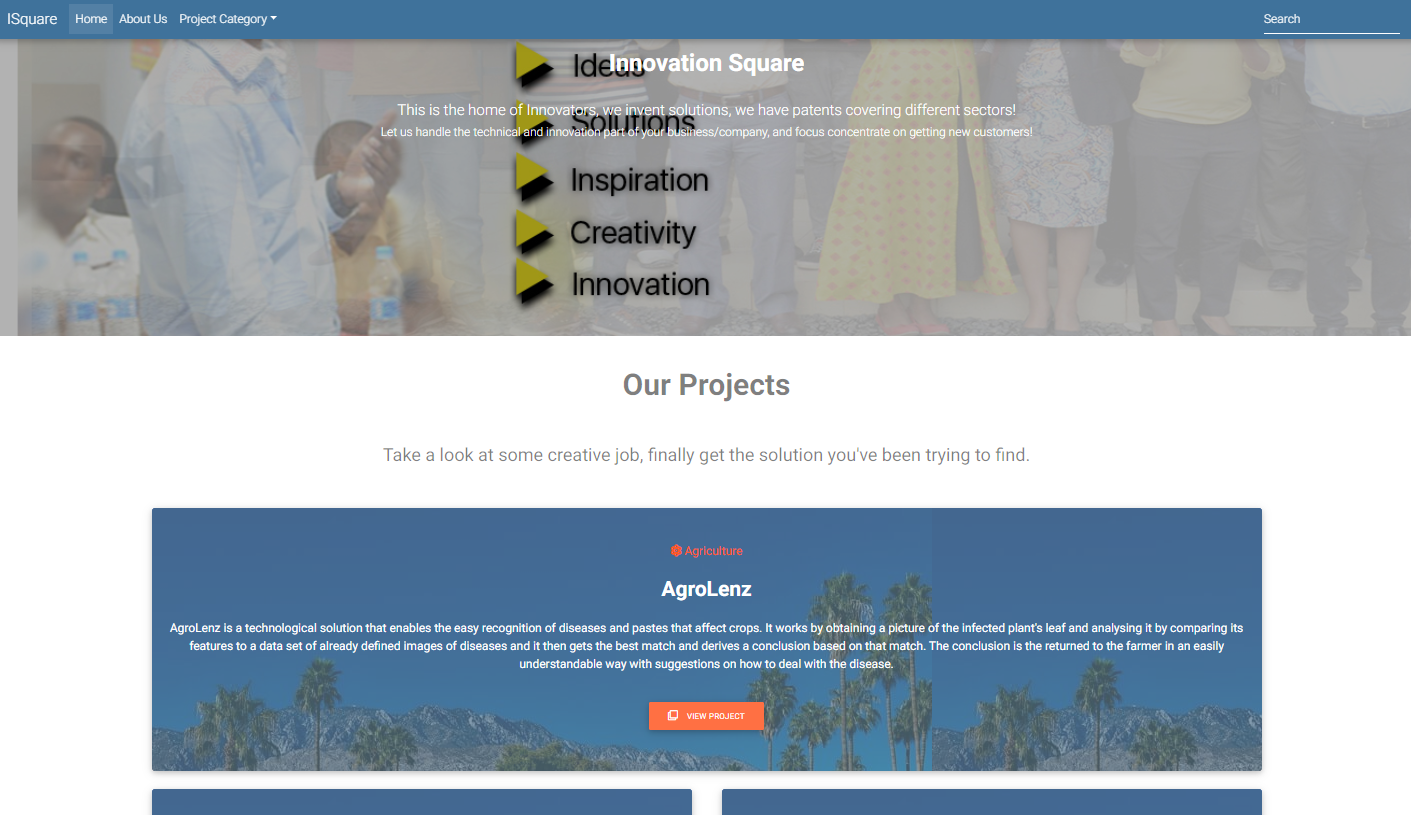 ISquare Home About Us Project Category Search
Ideas
Innovation Square
This is the home of Innovators, we invent solutions, we have patents covering different sectors!
Solutions
Let us handle the technical and innovation part of your business/company, and focus concentrate on getting new customers!
Inspiration
Creativity
Innovation
Our Projects
Take a look at some creative job, finally get the solution you've been trying to find.
Agriculture
AgroLenz
AgroLenz is a technological solution that enables the easy recognition of diseases and pastes that affect crops. It works by obtaining a picture of the infected plant's leaf and analysing it by comparing its
features to a data set of already defined images of diseases and it then gets the best match and derives a conclusion based on that match. The conclusion is the returned to the farmer in an easily
understandable way with suggestions on how to deal with the disease.
VIEW PROJECT